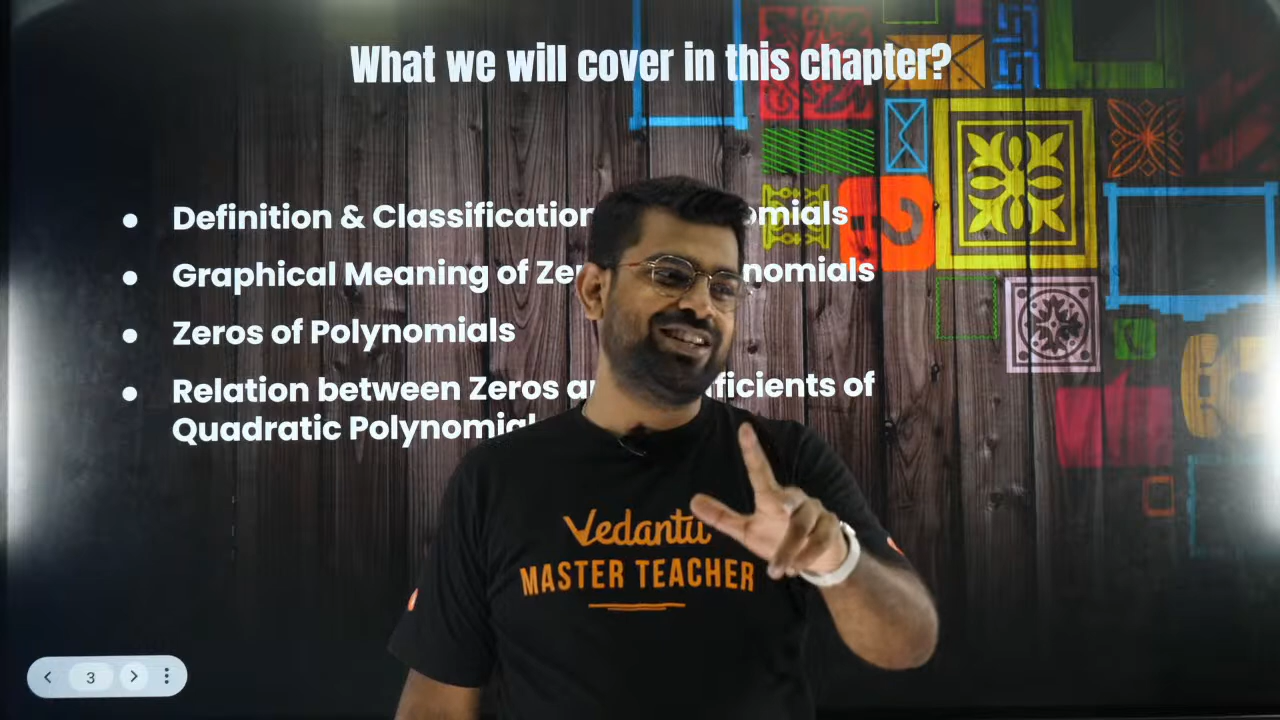 What we will cover in this chapter?
● Definition & Classification omials
● Graphical Meaning of Ze nomials
● Zeros of Polynomials
● Relation between Zeros a ficients of
Quadratic Polynomial
Vedantu
MASTER TEACHER
3